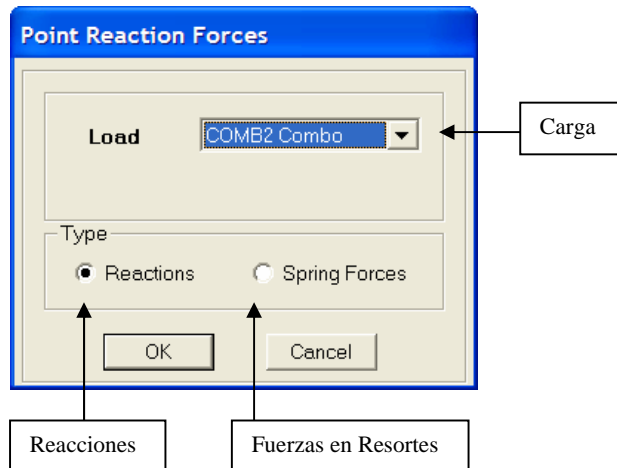 Point Reaction Forces
Load
COMB2 Combo
Carga
Type
Reactions
Spring Forces
OK
Cancel
Reacciones
Fuerzas en Resortes